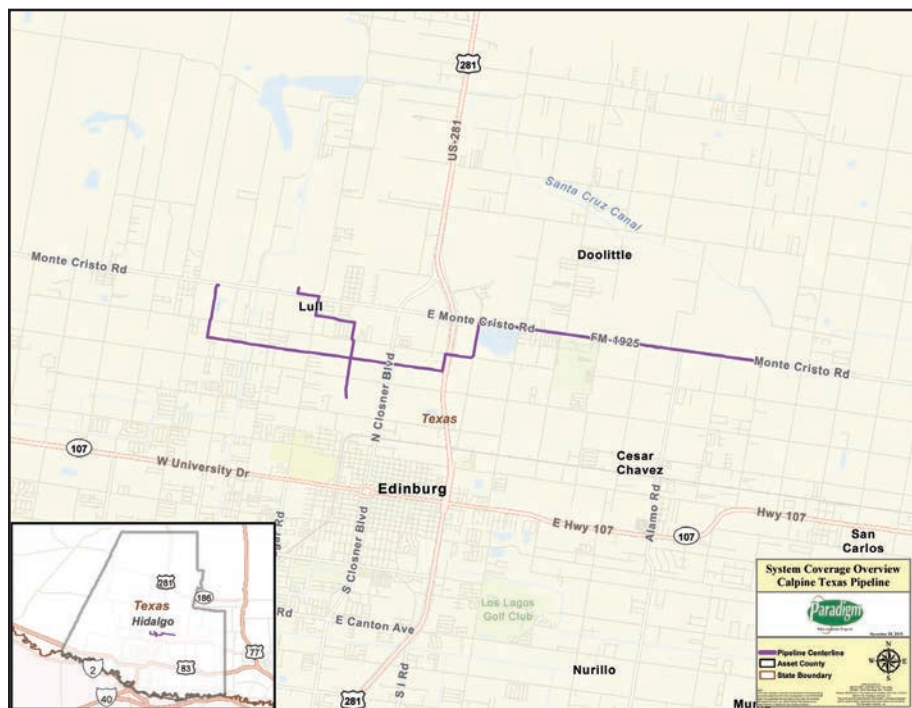 281
US-281
Santa Cruz Canal
Doolittle
Monte Cristo Rd
Lull
E Monte Cristo Rd
FM-1925
Monte Cristo Rd
N Closner Blvd
Texas
107
W University Dr
Cesar
Chavez
Edinburg
E Hwy 107
107
Hwy 107
Alamo Rd
San
Carlos
S Closner Blvd
Rd
E Canton Ave
Los Lagos
Golf Club
Nurillo
S I Rd
281
281
186
Texas
Hidalgo
77
2
83
40
System Coverage Overview
Calpine Texas Pipeline
Paradigm
Pipeline Centerline
Asset County
State Boundary
N
W
E
S